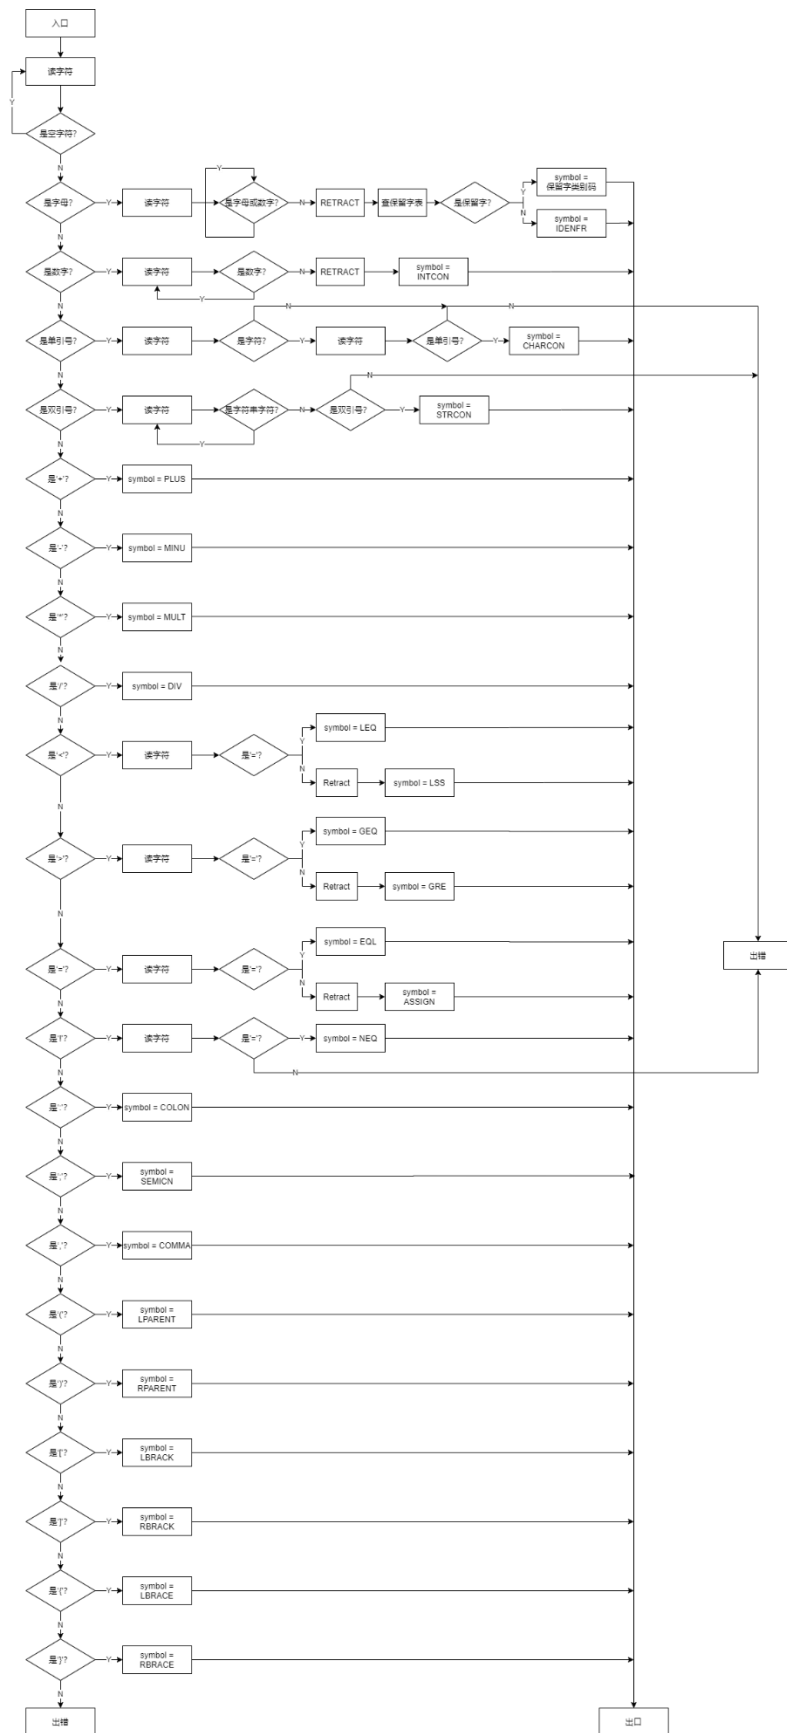 入口
读字符
是空字符?
Y
N
是字母?
Y
读字符
Y
是字母或数字?
N
RETRACT
查保留字表
是保留字?
Y
N
symbol =
保留字类别码
symbol =
IDENFR
N
是数字?
Y
读字符
是数字?
Y
N
RETRACT
symbol =
INTCON
N
是单引号?
Y
读字符
是字符?
N
Y
读字符
是单引号?
N
Y
symbol =
CHARCON
N
是双引号?
Y
读字符
是字符串字符?
Y
N
是双引号?
N
Y
symbol =
STRCON
N
是'+'?
Y
symbol = PLUS
N
是'-'?
Y
symbol = MINU
N
是'*'?
Y
symbol = MULT
N
是'/'?
Y
symbol = DIV
N
是'<'?
Y
读字符
是'='?
Y
N
symbol = LEQ
Retract
symbol = LSS
N
是'>'?
Y
读字符
是'='?
Y
N
symbol = GEQ
Retract
symbol = GRE
N
是'='?
Y
读字符
是'='?
Y
N
symbol = EQL
Retract
symbol =
ASSIGN
出错
N
是'!'?
Y
读字符
是'='?
Y
symbol = NEQ
N
N
是':'?
Y
symbol = COLON
N
是';'?
Y
symbol =
SEMICN
N
是','?
Y
symbol = COMMA
N
是'('?
Y
symbol =
LPARENT
N
是')'?
Y
symbol =
RPARENT
N
是'['?
Y
symbol =
LBRACK
N
是']'?
Y
symbol =
RBRACK
N
是'{'?
Y
symbol =
LBRACE
N
是'}'?
Y
symbol =
RBRACE
N
出错
出口